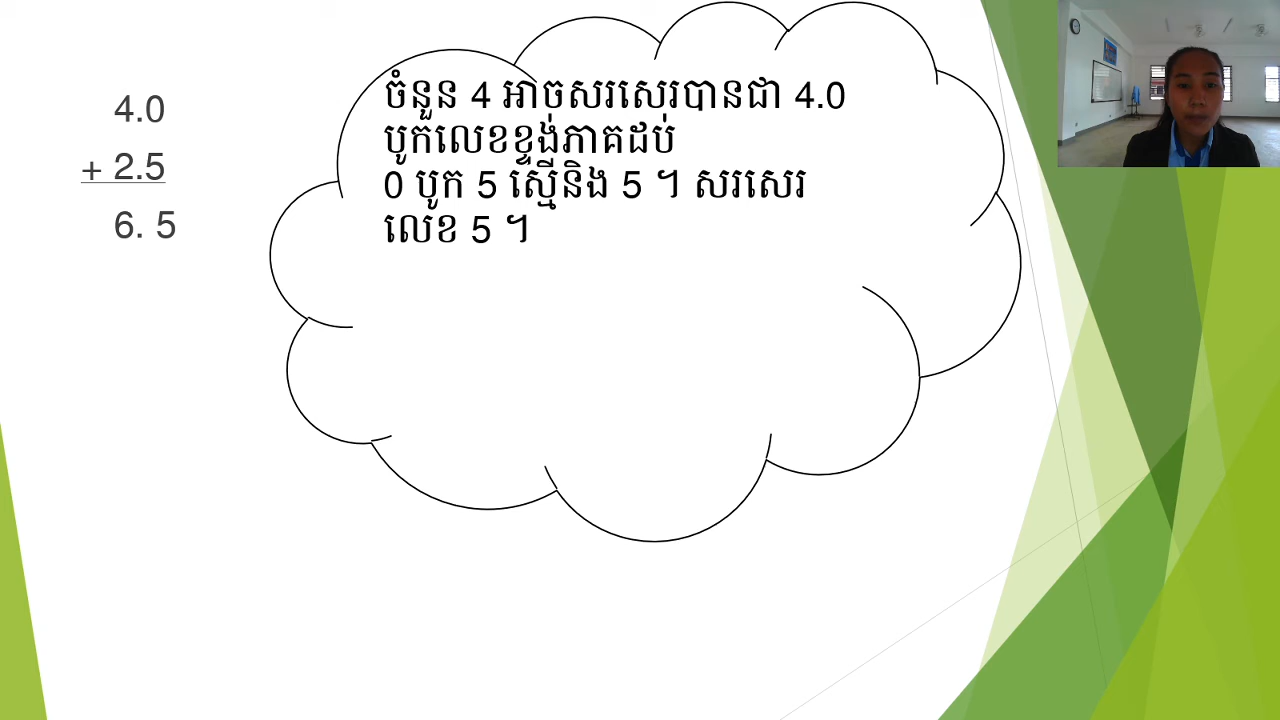 4.0
+ 2.5
6. 5
ចំនួន 4 អាចសរសេរបានជា 4.0
បូកលេខខ្ទង់ភាគដប់
0 បូក 5 ស្មើនិង 5 ។ សរសេរ
លេខ 5 ។